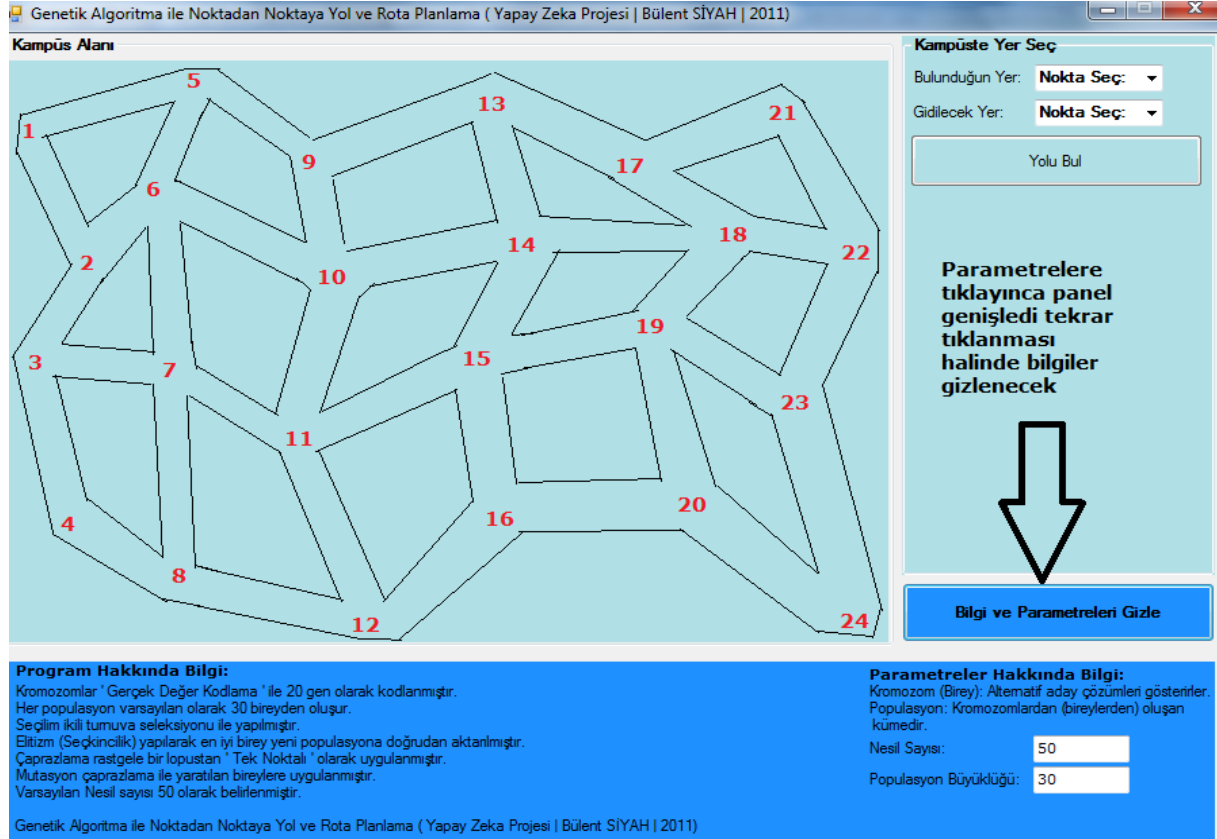 Genetik Algoritma ile Noktadan Noktaya Yol ve Rota Planlama ( Yapay Zeka Projesi | Bülent SİYAH | 2011)
Kampüs Alanı
5
13
21
1
9
17
6
14
18
22
2
10
19
3
7
15
23
11
4
16
20
8
12
24
Kampüste Yer Seç
Bulunduğun Yer: Nokta Seç:
Gidilecek Yer: Nokta Seç:
Yolu Bul
Parametrelere
tıklayınca panel
genişledi tekrar
tıklanması
halinde bilgiler
gizlenecek
Bilgi ve Parametreleri Gizle
Program Hakkında Bilgi:
Kromozomlar ' Gerçek Değer Kodlama ' ile 20 gen olarak kodlanmıştır.
Her populasyon varsayılan olarak 30 bireyden oluşur.
Seçilim ikili turnuva seleksiyonu ile yapılmıştır.
Elitizm (Seçkincilik) yapılarak en iyi birey yeni populasyona doğrudan aktarılmıştır.
Çaprazlama rastgele bir lopustan ' Tek Noktalı ' olarak uygulanmıştır.
Mutasyon çaprazlama ile yaratılan bireylere uygulanmıştır.
Varsayılan Nesil sayısı 50 olarak belirlenmiştir.
Genetik Algoritma ile Noktadan Noktaya Yol ve Rota Planlama ( Yapay Zeka Projesi | Bülent SİYAH | 2011)
Parametreler Hakkında Bilgi:
Kromozom (Birey): Alternatif aday çözümleri gösterirler.
Populasyon: Kromozomlardan (bireylerden) oluşan
kümedir.
Nesil Sayısı: 50
Populasyon Büyüklüğü: 30